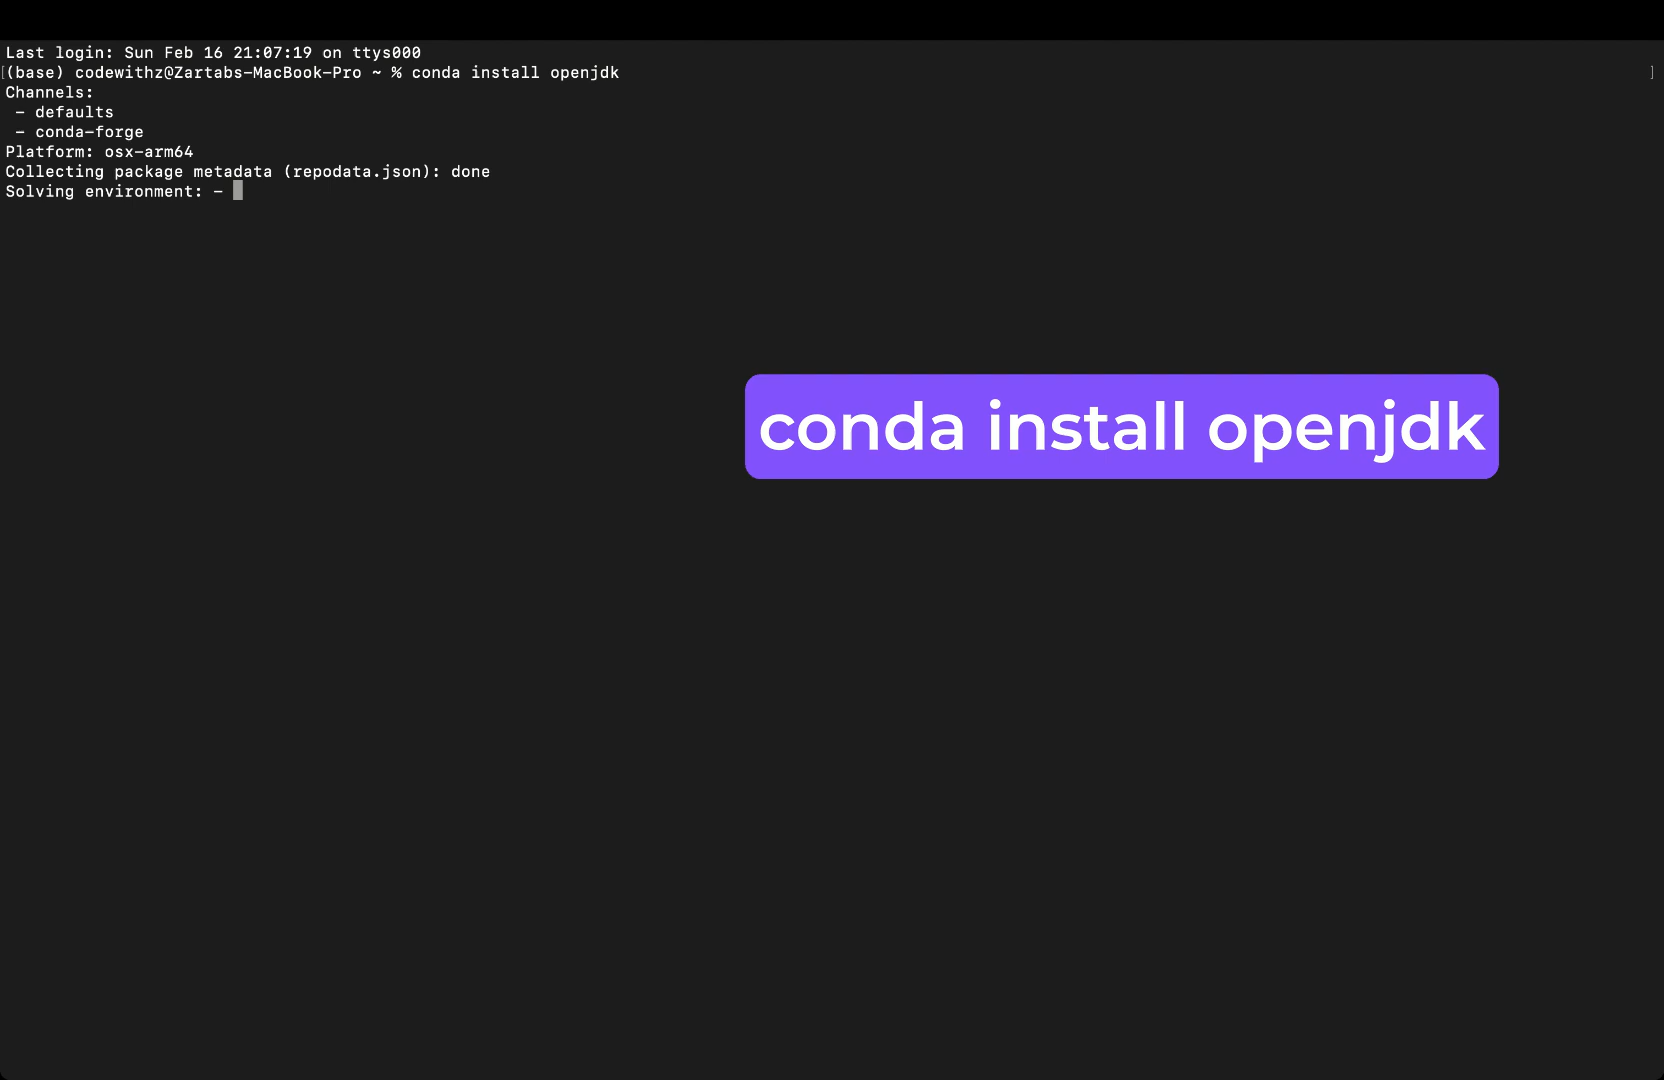 Last login: Sun Feb 16 21:07:19 on ttys000
[(base) codewithz@Zartabs-MacBook-Pro ~ % conda install openjdk ]
Channels:
 - defaults
 - conda-forge
Platform: osx-arm64
Collecting package metadata (repodata.json): done
Solving environment: -
conda install openjdk